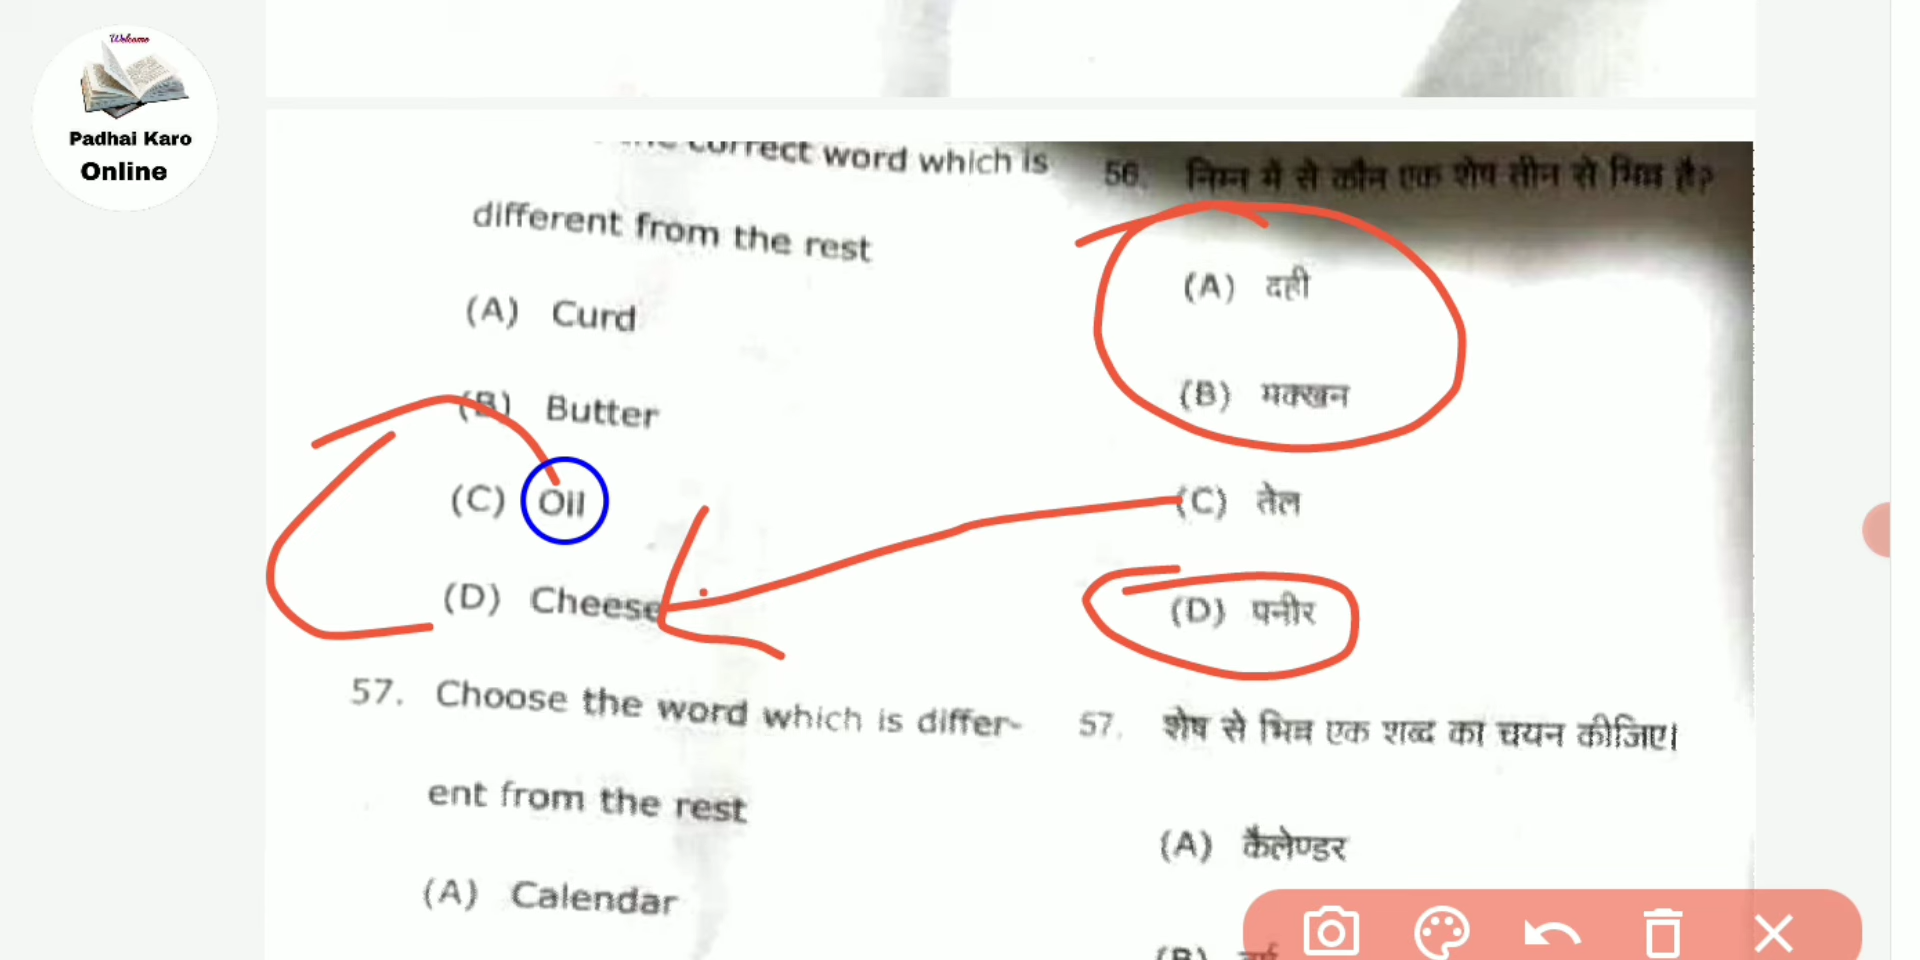 Welcome
Padhai Karo
Online
correct word which is
different from the rest
(A) Curd
(B) Butter
(C) Oil
(D) Cheese
57. Choose the word which is differ-
ent from the rest
(A) Calendar
56. निम्न में से कौन एक शेष तीन से भिन्न है?
(A) दही
(B) मक्खन
(C) तेल
(D) पनीर
57. शेष से भिन्न एक शब्द का चयन कीजिए।
(A) कैलेण्डर
(B)